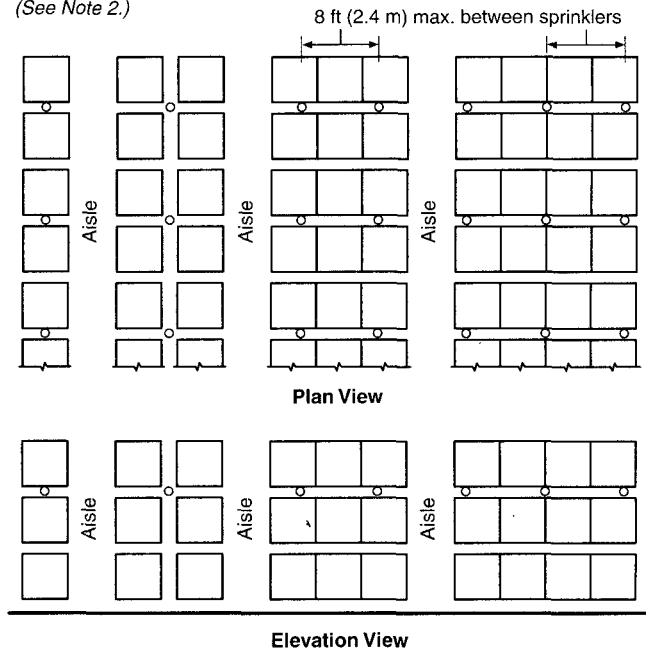 (See Note 2.)
8 ft (2.4 m) max. between sprinklers
Aisle
Aisle
Aisle
Plan View
Aisle
Aisle
Aisle
Elevation View